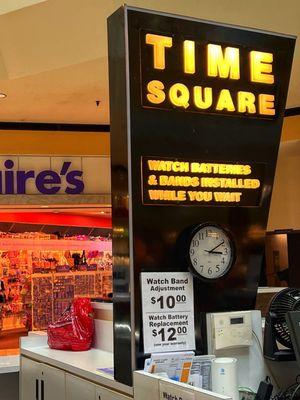 TIME
SQUARE
WATCH BATTERIES
& BANDS INSTALLED
WHILE YOU WAIT
aire's
Watch Band
Adjustment
$10.00
Watch Battery
Replacement
$12.00